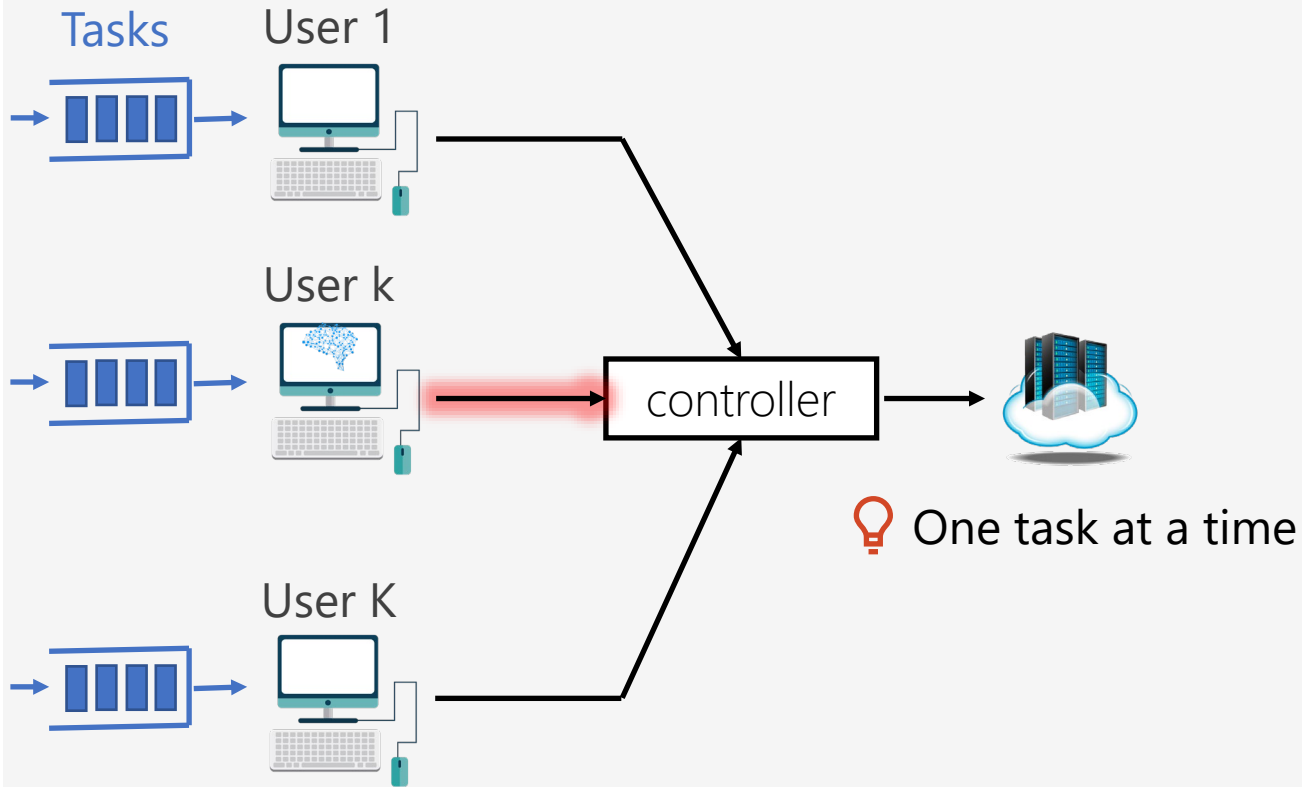 Tasks
User 1
User k
controller
One task at a time
User K